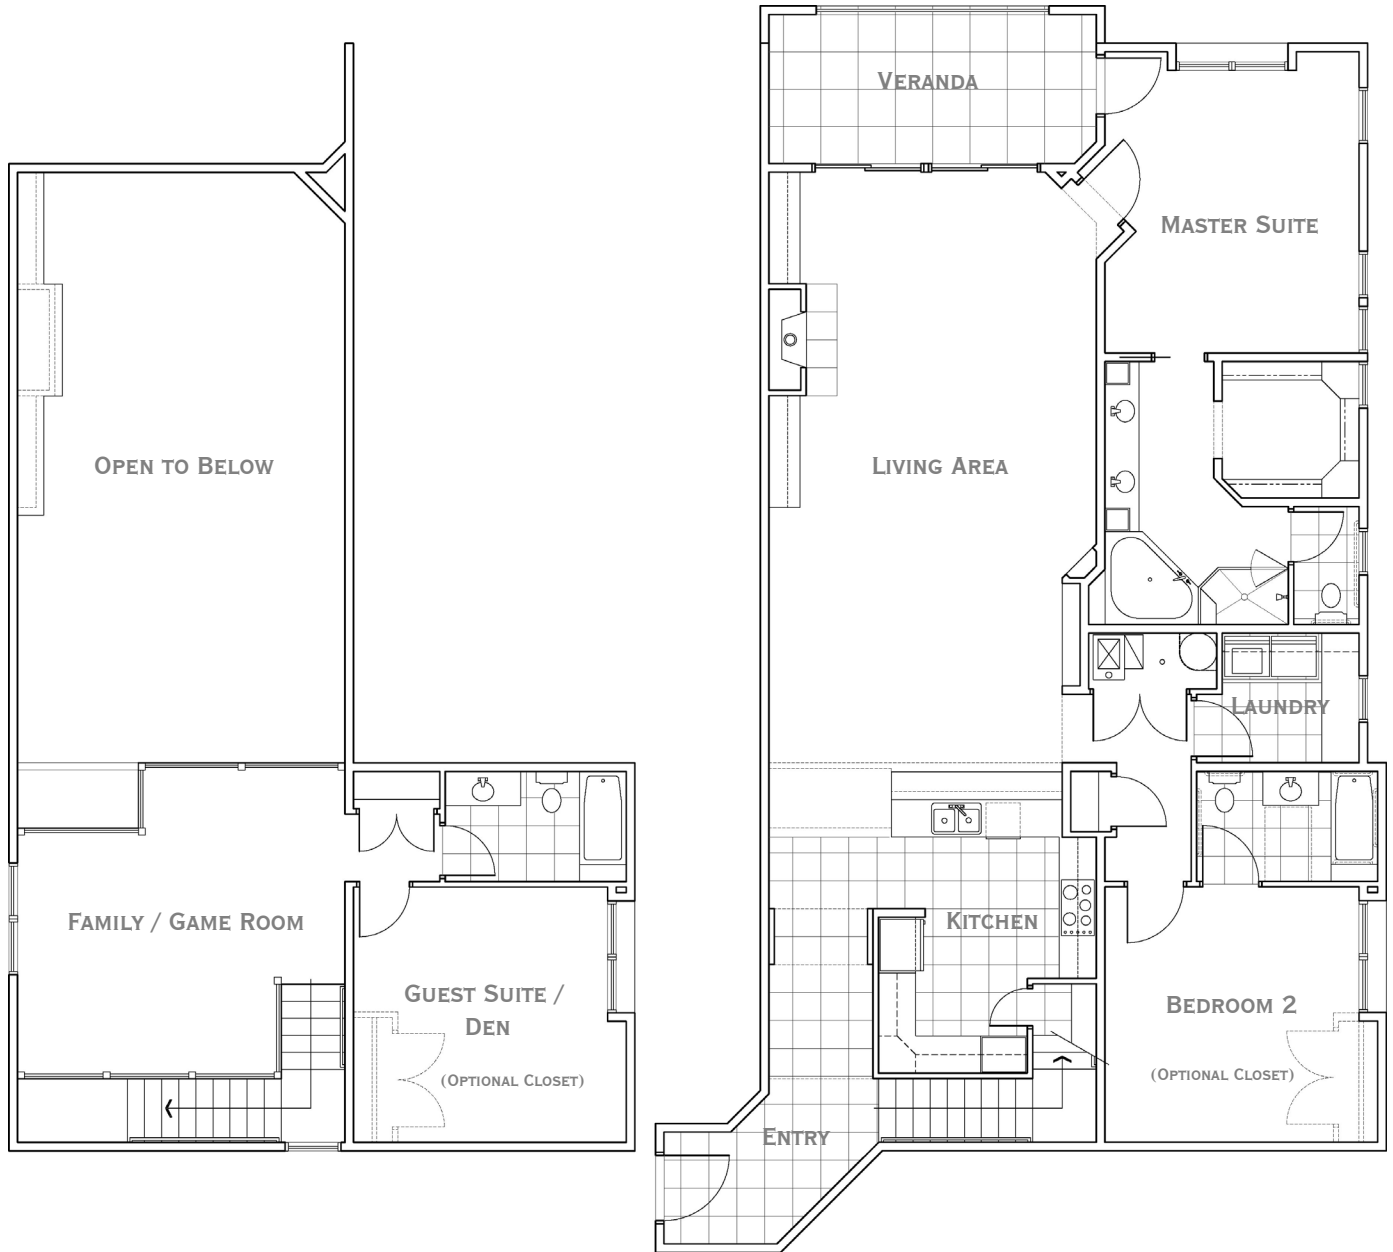 Veranda
Master Suite
Open to Below
Living Area
Laundry
Family / Game Room
Kitchen
Guest Suite /
Den
(Optional Closet)
Bedroom 2
(Optional Closet)
Entry